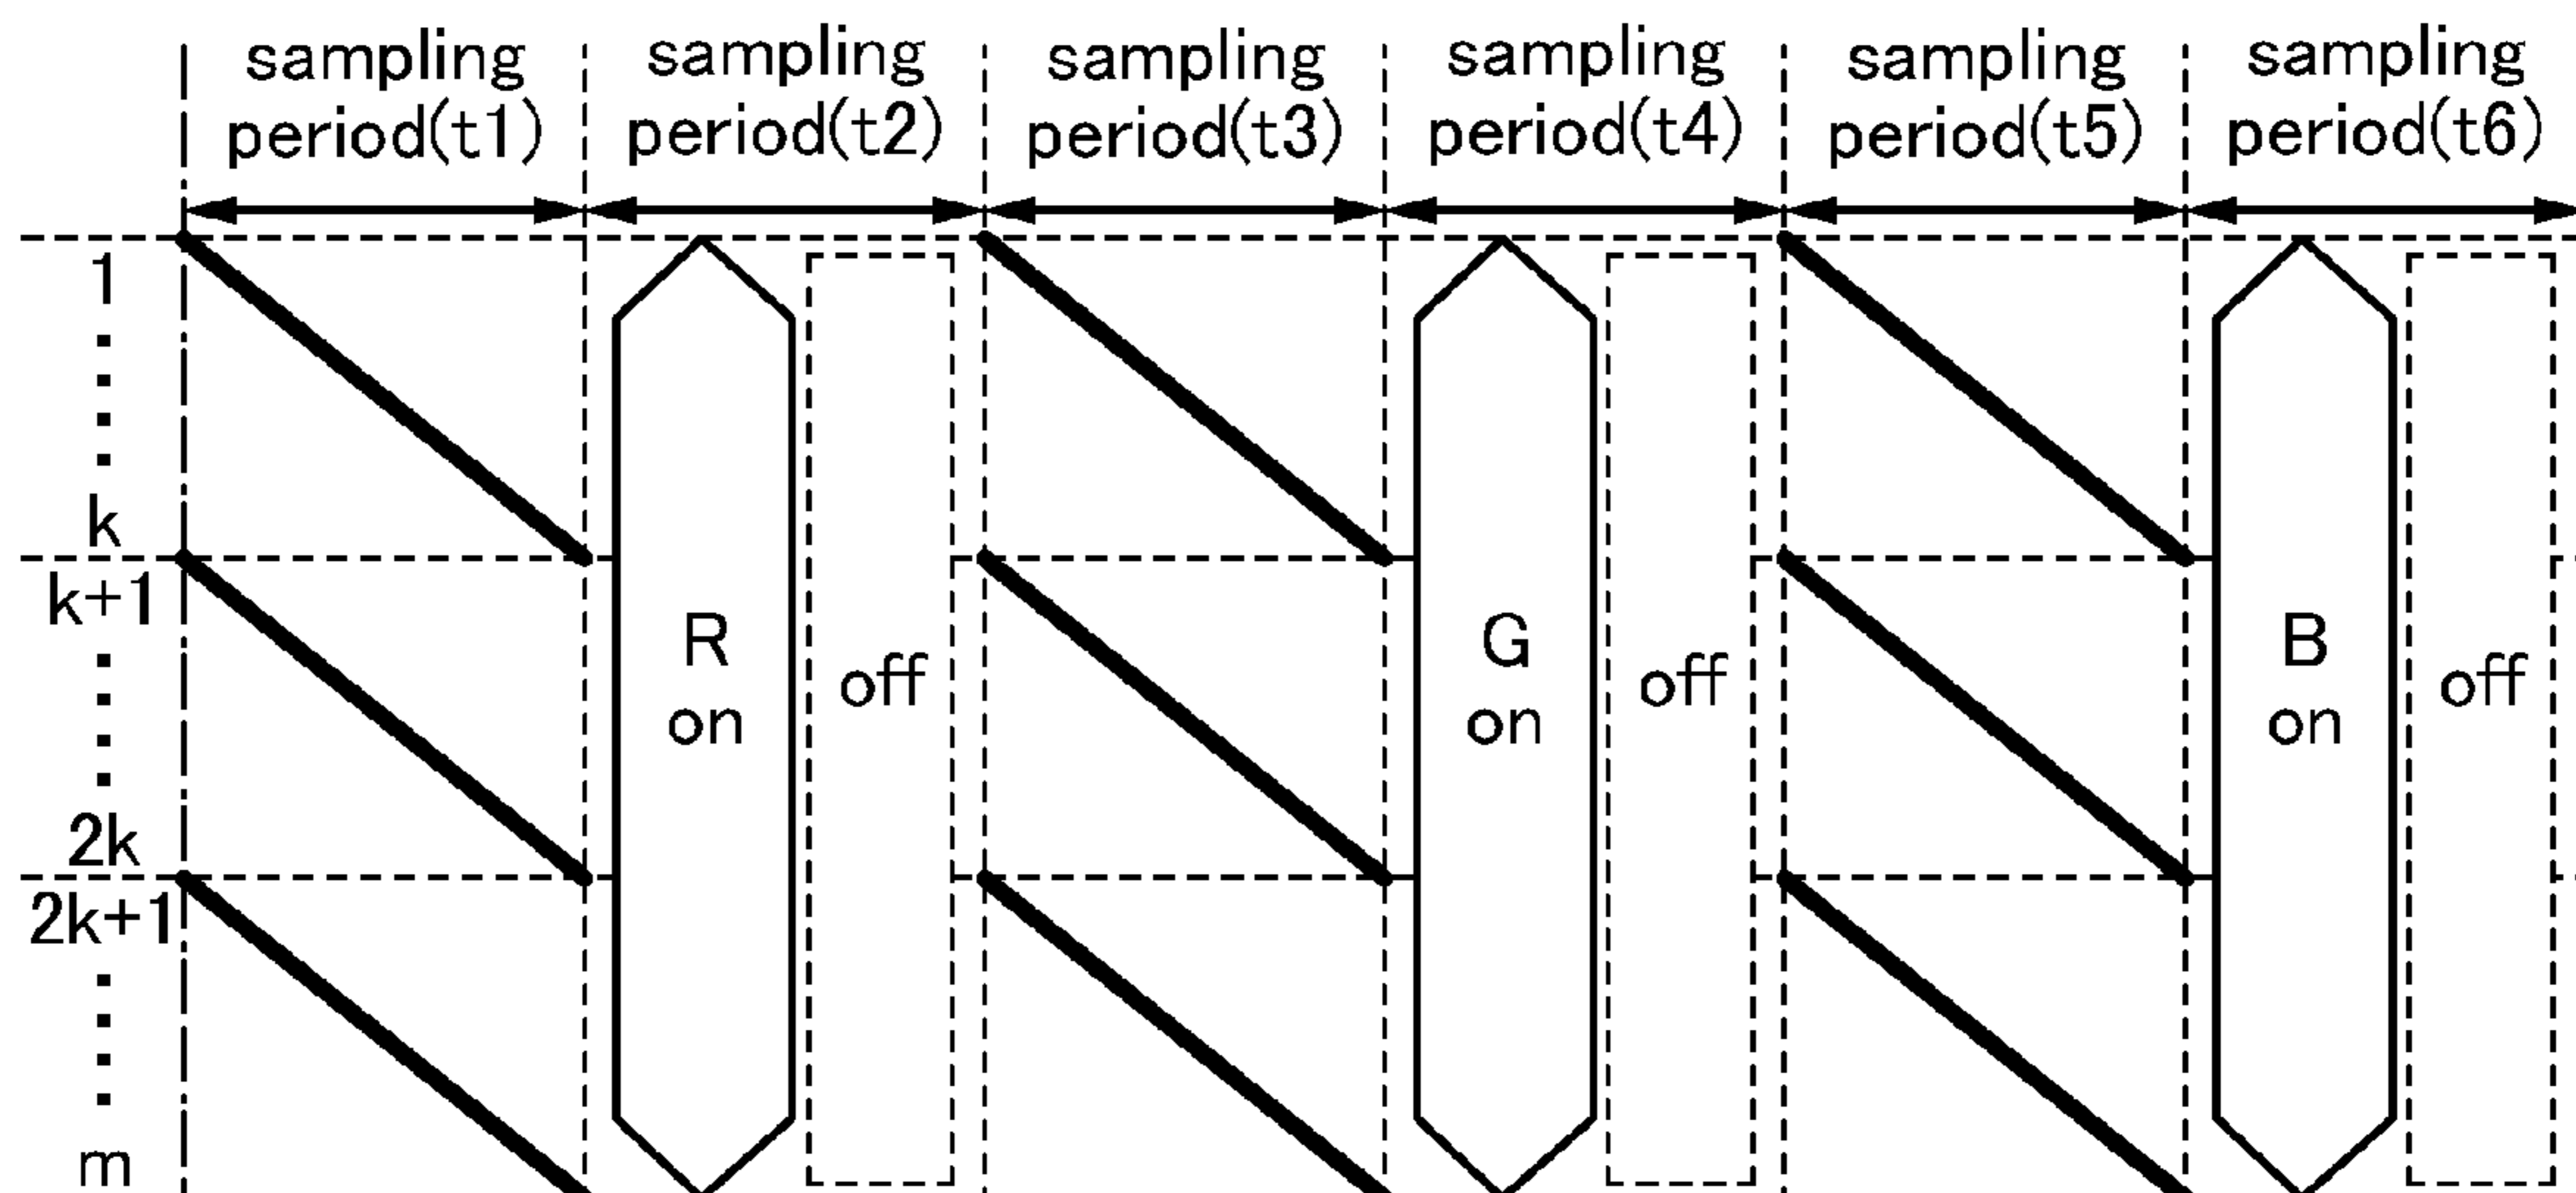 sampling
period(t1)
sampling
period(t2)
sampling
period(t3)
sampling
period(t4)
sampling
period(t5)
sampling
period(t6)
1
k
k+1
2k
2k+1
m
R
on
off
G
on
off
B
on
off